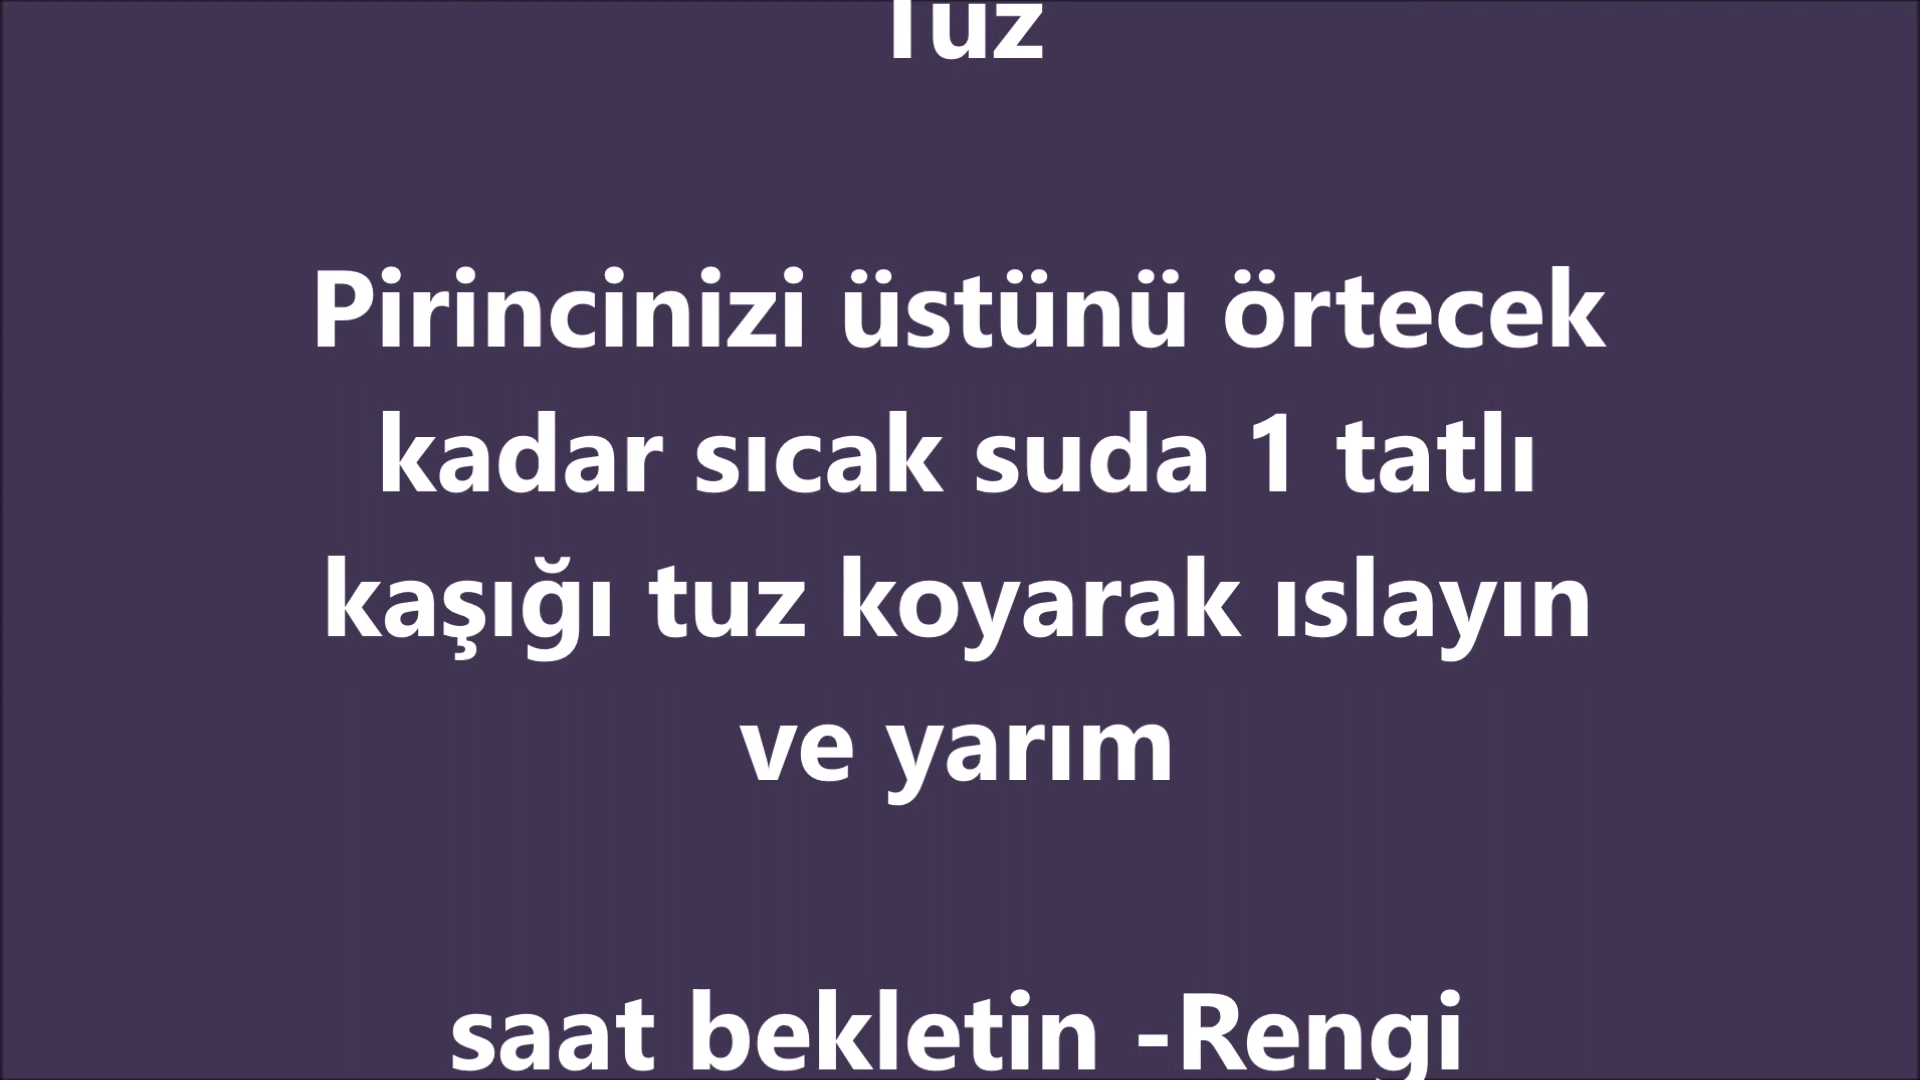 Tuz
Pirincinizi üstünü örtecek
kadar sıcak suda 1 tatlı
kaşığı tuz koyarak ıslayın
ve yarım
saat bekletin -Rengi